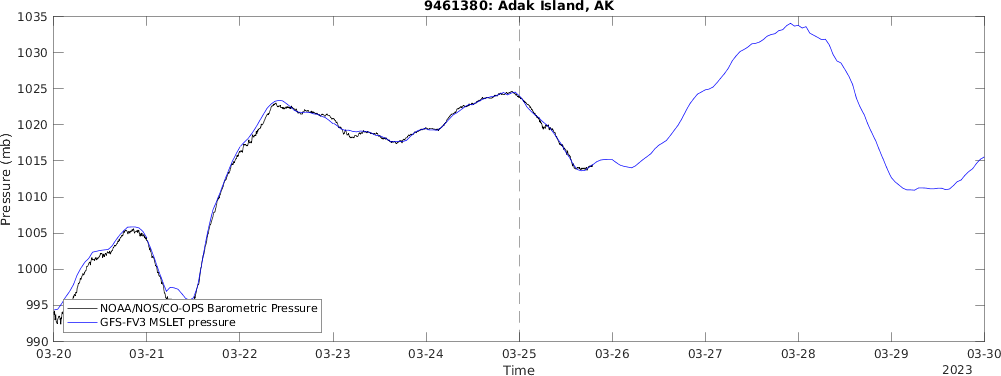 9461380: Adak Island, AK
Pressure (mb)
1035
1030
1025
1020
1015
1010
1005
1000
995
990
NOAA/NOS/CO-OPS Barometric Pressure
GFS-FV3 MSLET pressure
03-20 03-21 03-22 03-23 03-24 03-25 03-26 03-27 03-28 03-29 03-30
Time
2023